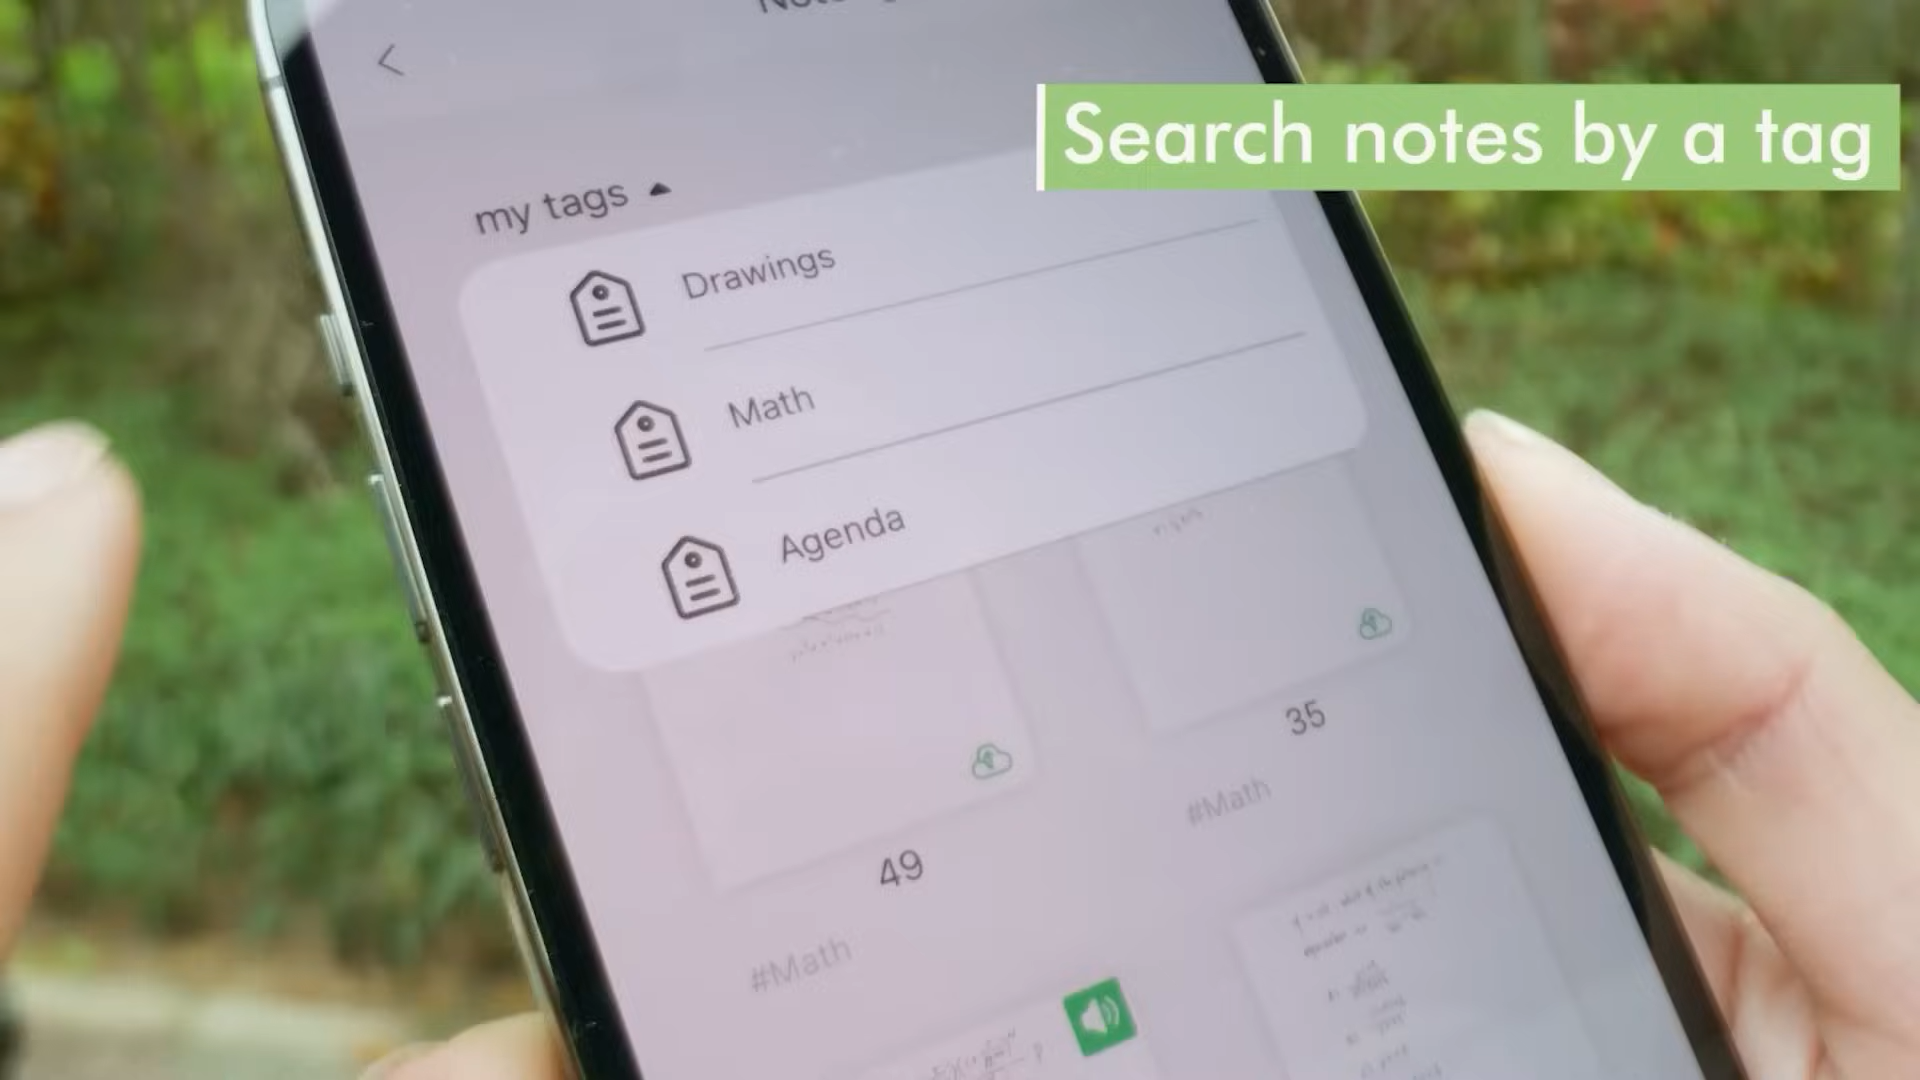 Search notes by a tag
my tags
Drawings
Math
Agenda
35
#Math
49
#Math